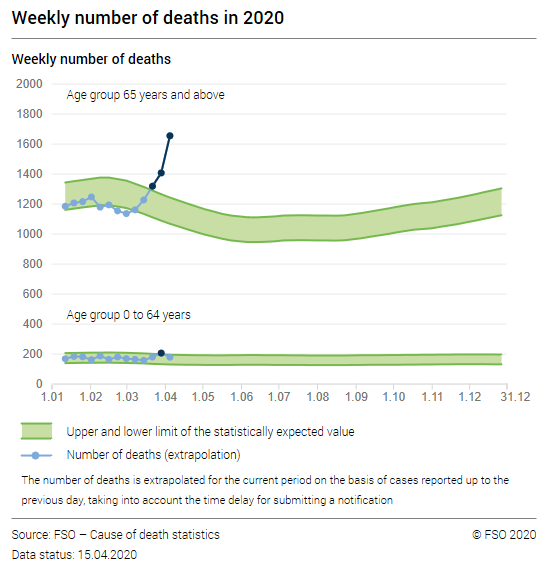 Weekly number of deaths in 2020
Weekly number of deaths
2000
Age group 65 years and above
1800
1600
1400
1200
1000
800
600
Age group 0 to 64 years
400
200
0
1.01 1.02 1.03 1.04 1.05 1.06 1.07 1.08 1.09 1.10 1.11 1.12 31.12
Upper and lower limit of the statistically expected value
Number of deaths (extrapolation)
The number of deaths is extrapolated for the current period on the basis of cases reported up to the
previous day, taking into account the time delay for submitting a notification
Source: FSO – Cause of death statistics © FSO 2020
Data status: 15.04.2020